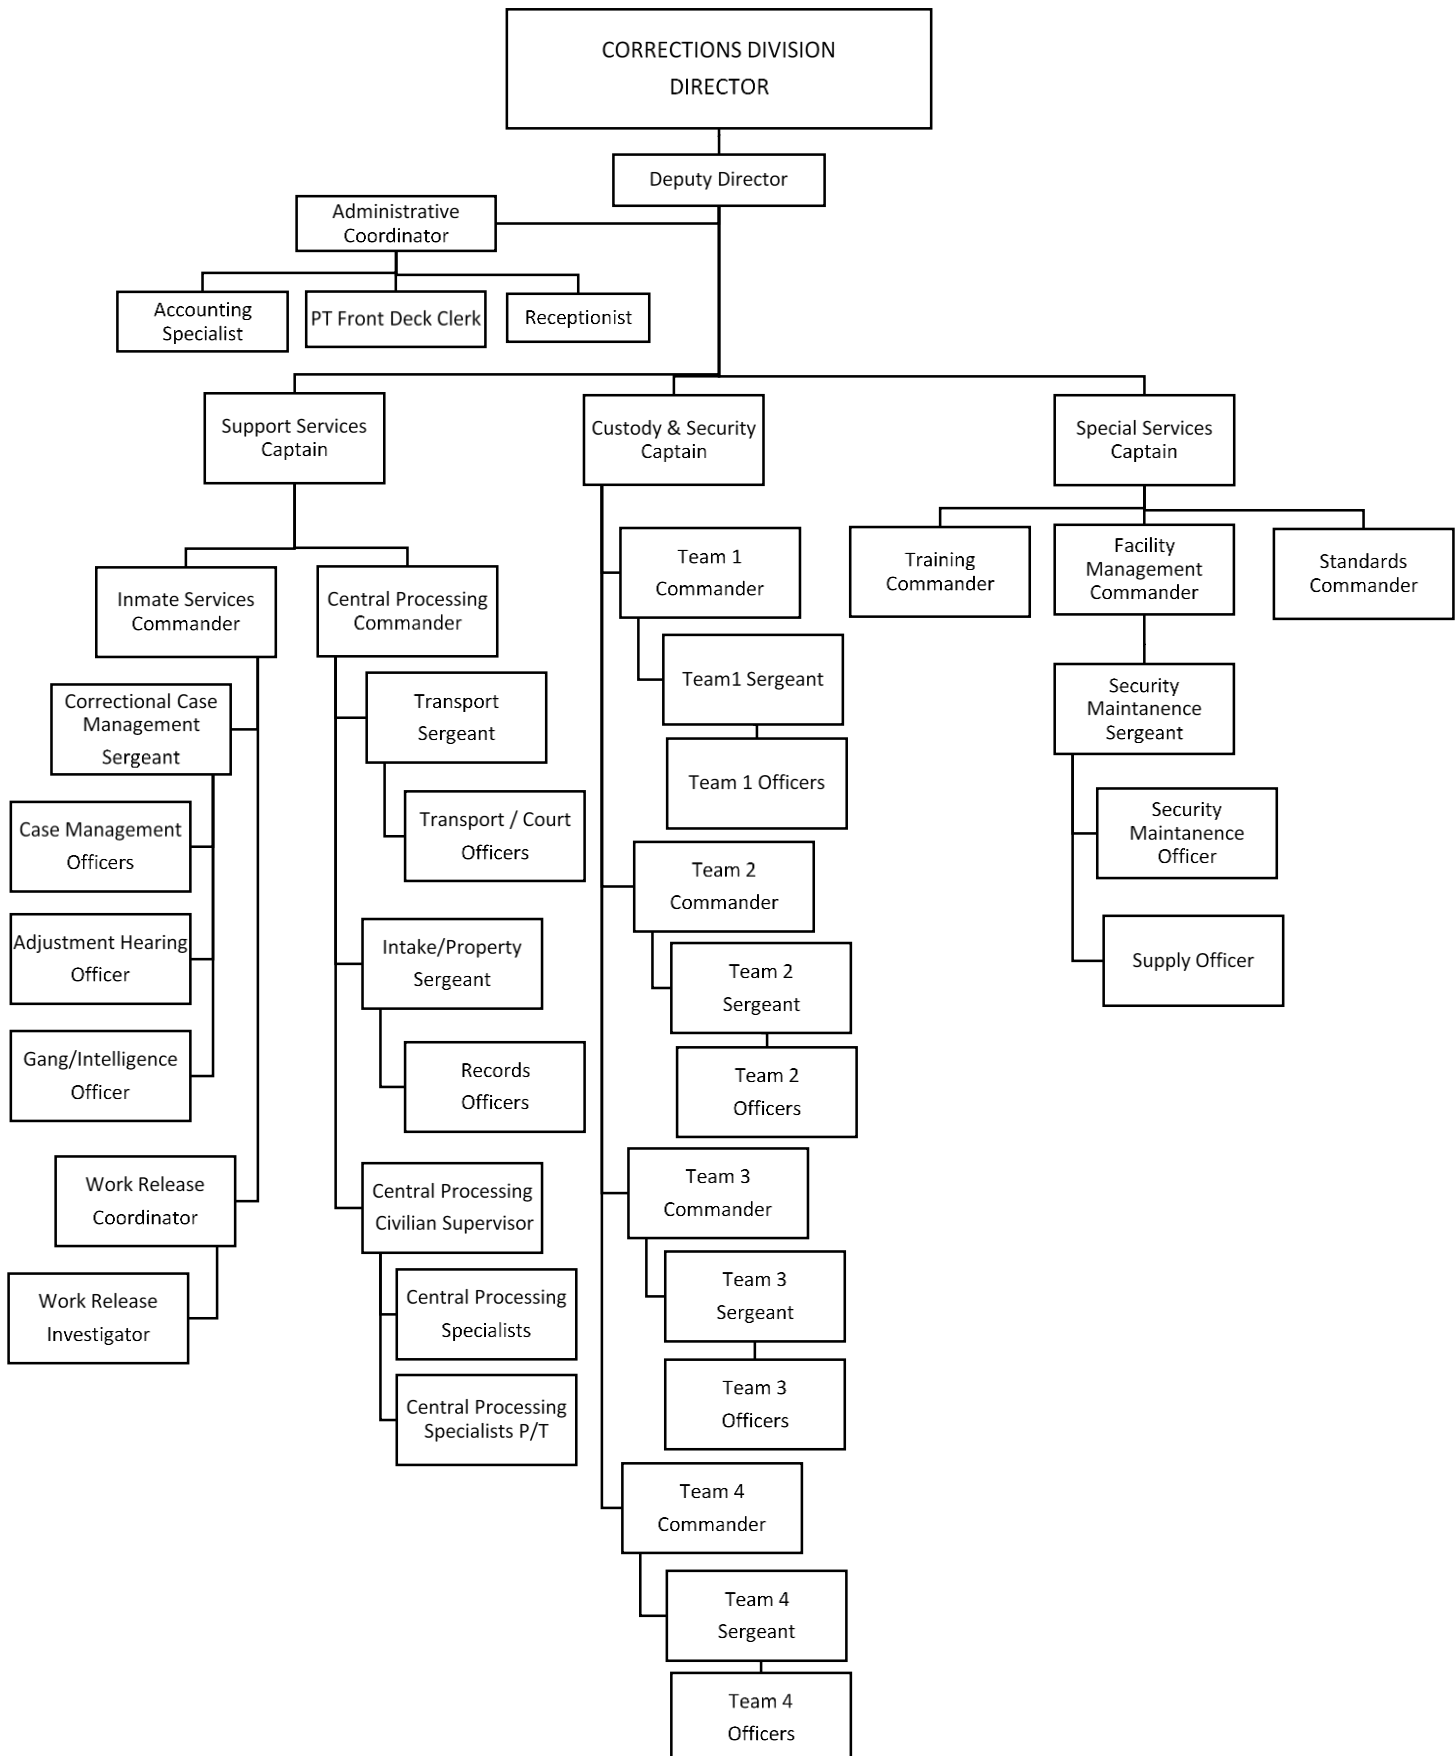 CORRECTIONS DIVISION
DIRECTOR
Deputy Director
Administrative
Coordinator
Accounting
Specialist
PT Front Deck Clerk
Receptionist
Support Services
Captain
Custody & Security
Captain
Special Services
Captain
Inmate Services
Commander
Correctional Case
Management
Sergeant
Case Management
Officers
Adjustment Hearing
Officer
Gang/Intelligence
Officer
Work Release
Coordinator
Work Release
Investigator
Central Processing
Commander
Transport
Sergeant
Transport / Court
Officers
Intake/Property
Sergeant
Records
Officers
Central Processing
Civilian Supervisor
Central Processing
Specialists
Central Processing
Specialists P/T
Team 1
Commander
Team1 Sergeant
Team 1 Officers
Team 2
Commander
Team 2
Sergeant
Team 2
Officers
Team 3
Commander
Team 3
Sergeant
Team 3
Officers
Team 4
Commander
Team 4
Sergeant
Team 4
Officers
Training
Commander
Facility
Management
Commander
Standards
Commander
Security
Maintanence
Sergeant
Security
Maintanence
Officer
Supply Officer